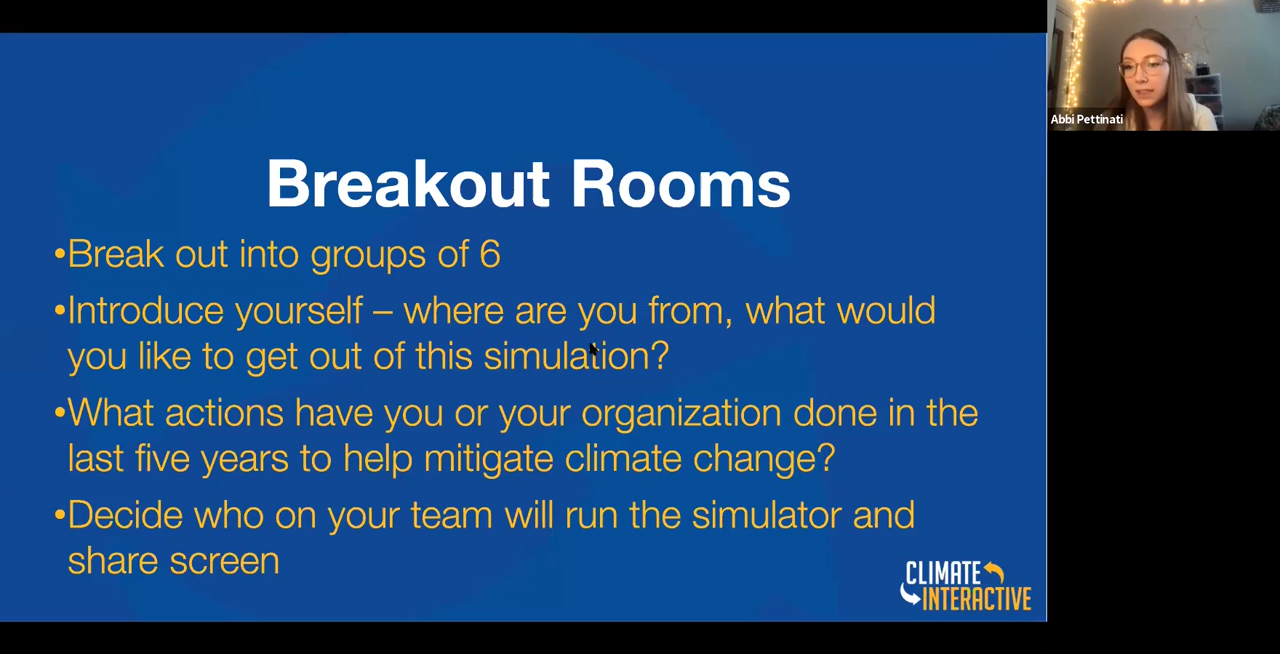 Breakout Rooms
•Break out into groups of 6
•Introduce yourself – where are you from, what would
you like to get out of this simulation?
•What actions have you or your organization done in the
last five years to help mitigate climate change?
•Decide who on your team will run the simulator and
share screen
CLIMATE
INTERACTIVE
Abbi Pettinati